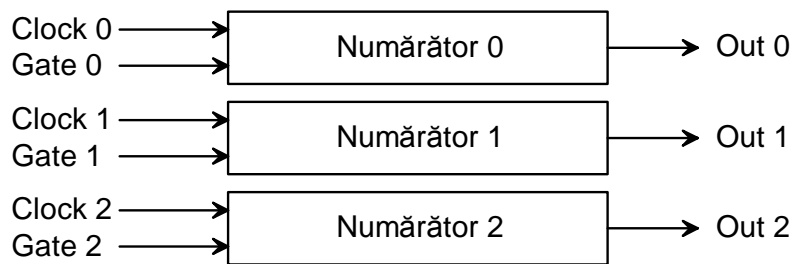 Clock 0
Gate 0
Numărător 0
Out 0
Clock 1
Gate 1
Numărător 1
Out 1
Clock 2
Gate 2
Numărător 2
Out 2